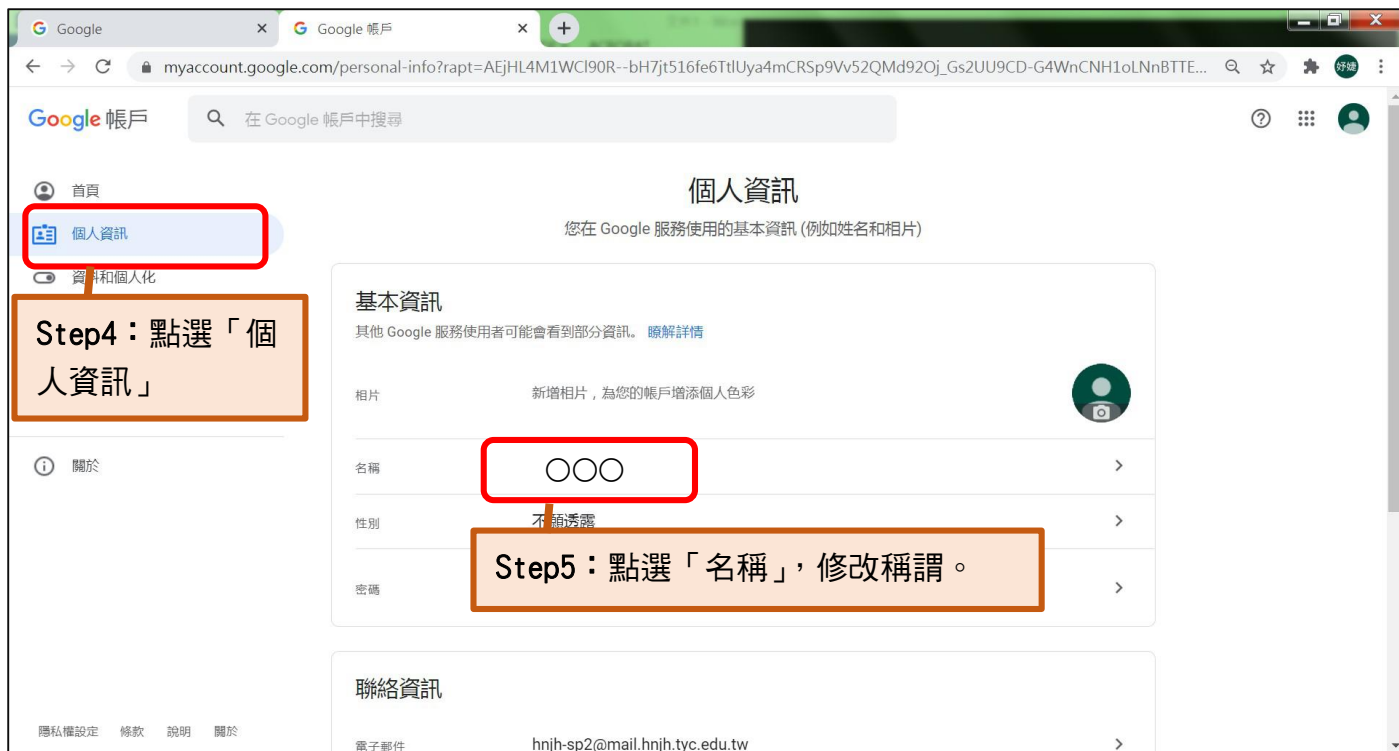 Google
Google 帳戶
myaccount.google.com/personal-info?rapt=AEjHL4M1WCl90R--bH7jt516fe6TtlUya4mCRSp9Vv52QMd92Oj_Gs2UU9CD-G4WnCNH1oLNnBTTE...
妤婕
Google 帳戶
在 Google 帳戶中搜尋
首頁
個人資訊
資料和個人化
Step4：點選「個
人資訊」
關於
個人資訊
您在 Google 服務使用的基本資訊 (例如姓名和相片)
基本資訊
其他 Google 服務使用者可能會看到部分資訊。 瞭解詳情
相片 新增相片，為您的帳戶增添個人色彩
名稱 ○○○
性別 不願透露
Step5：點選「名稱」，修改稱謂。
密碼
聯絡資訊
電子郵件 hnjh-sp2@mail.hnjh.tyc.edu.tw
隱私權設定 條款 說明 關於